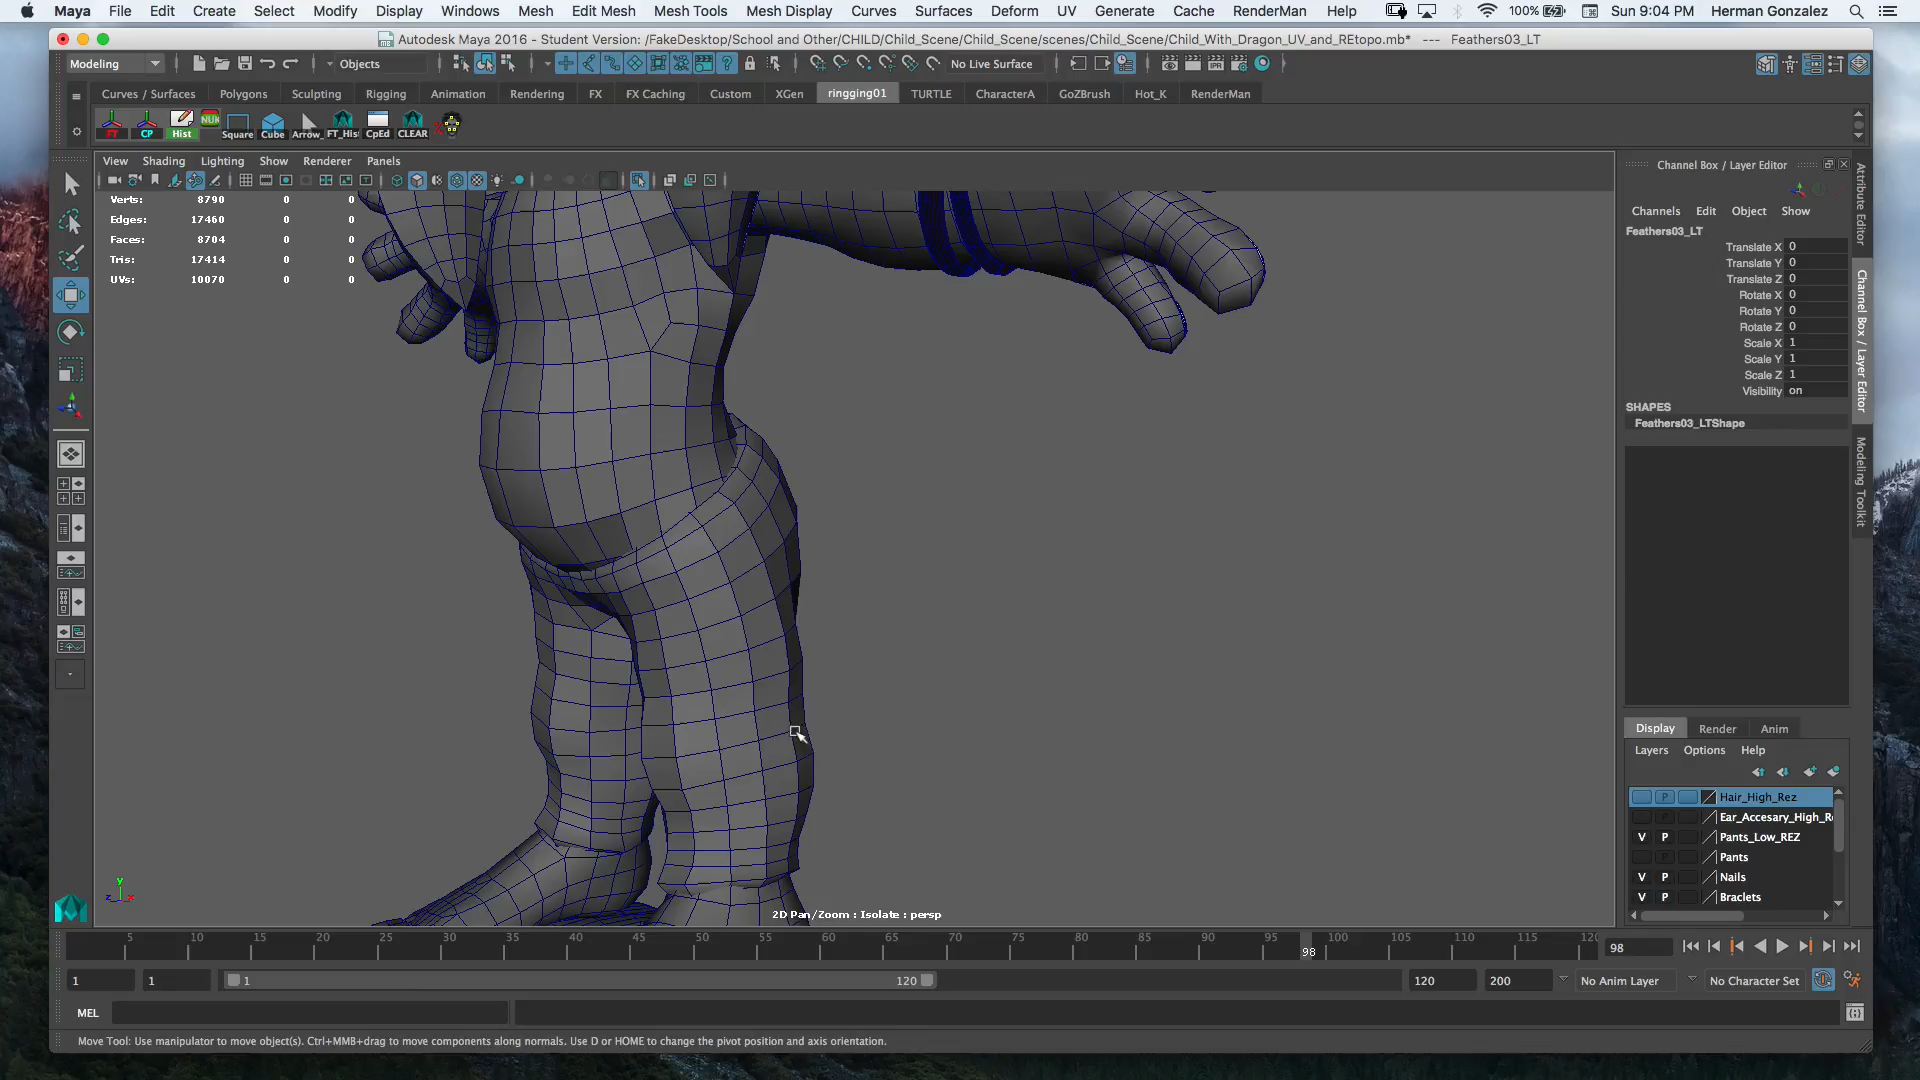 Maya File Edit Create Select Modify Display Windows Mesh Edit Mesh Mesh Tools Mesh Display Curves Surfaces Deform UV Generate Cache RenderMan Help 100% Sun 9:04 PM Herman Gonzalez
Autodesk Maya 2016 - Student Version: /FakeDesktop/School and Other/CHILD/Child_Scene/Child_Scene/scenes/Child_Scene/Child_With_Dragon_UV_and_REtopo.mb* --- Feathers03_LT
Modeling Objects No Live Surface
Curves / Surfaces Polygons Sculpting Rigging Animation Rendering FX FX Caching Custom XGen ringging01 TURTLE CharacterA GoZBrush Hot_K RenderMan
FT CP Hist NUK Square Cube Arrow_ FT_His CpEd CLEAR
View Shading Lighting Show Renderer Panels
Verts: 8790 0 0
Edges: 17460 0 0
Faces: 8704 0 0
Tris: 17414 0 0
UVs: 10070 0 0
2D Pan/Zoom : Isolate : persp
y
z x
Channel Box / Layer Editor
Channels Edit Object Show
Feathers03_LT
Translate X 0
Translate Y 0
Translate Z 0
Rotate X 0
Rotate Y 0
Rotate Z 0
Scale X 1
Scale Y 1
Scale Z 1
Visibility on
SHAPES
Feathers03_LTShape
Attribute Editor
Channel Box / Layer Editor
Modeling Toolkit
Display Render Anim
Layers Options Help
P Hair_High_Rez
P Ear_Accesary_High_R
V P Pants_Low_REZ
Pants
V P Nails
V P Braclets
5 10 15 20 25 30 35 40 45 50 55 60 65 70 75 80 85 90 95 100 105 110 115 120
98 98
1 1 1 120 120 200 No Anim Layer No Character Set
MEL
Move Tool: Use manipulator to move object(s). Ctrl+MMB+drag to move components along normals. Use D or HOME to change the pivot position and axis orientation.